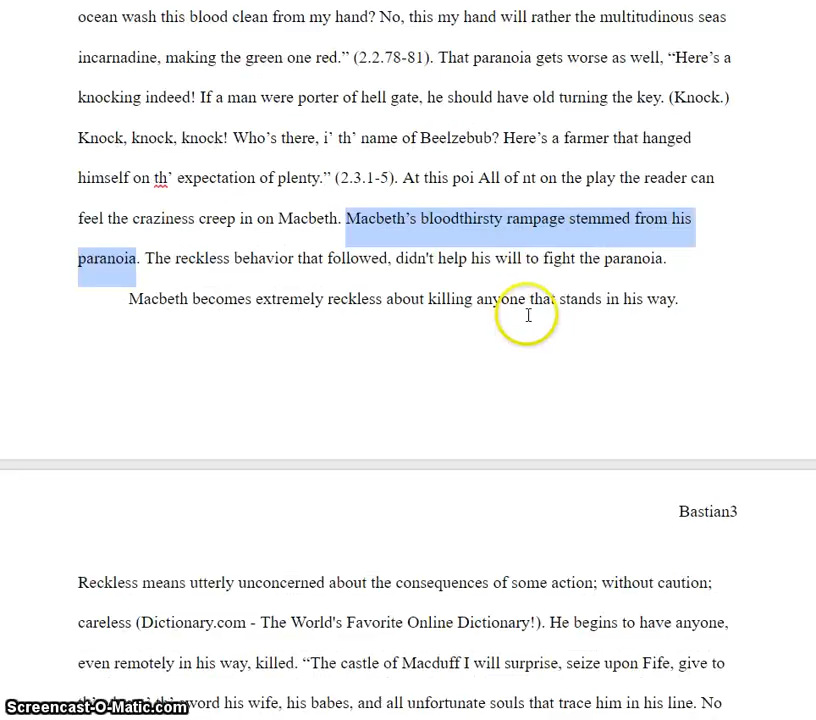 ocean wash this blood clean from my hand? No, this my hand will rather the multitudinous seas
incarnadine, making the green one red.” (2.2.78-81). That paranoia gets worse as well, “Here’s a
knocking indeed! If a man were porter of hell gate, he should have old turning the key. (Knock.)
Knock, knock, knock! Who’s there, i’ th’ name of Beelzebub? Here’s a farmer that hanged
himself on th’ expectation of plenty.” (2.3.1-5). At this poi All of nt on the play the reader can
feel the craziness creep in on Macbeth. Macbeth’s bloodthirsty rampage stemmed from his
paranoia. The reckless behavior that followed, didn't help his will to fight the paranoia.
Macbeth becomes extremely reckless about killing anyone that stands in his way.
Bastian3
Reckless means utterly unconcerned about the consequences of some action; without caution;
careless (Dictionary.com - The World's Favorite Online Dictionary!). He begins to have anyone,
even remotely in his way, killed. “The castle of Macduff I will surprise, seize upon Fife, give to
his wife, his babes, and all unfortunate souls that trace him in his line. No
Screencast-O-Matic.com